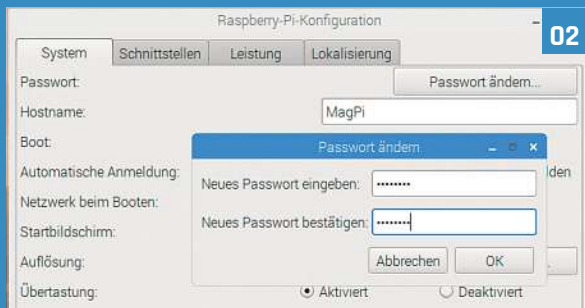 Raspberry-Pi-Konfiguration
02
System Schnittstellen Leistung Lokalisierung
Passwort: Passwort ändern...
Hostname: MagPi
Boot:
Passwort ändern
Automatische Anmeldung:
Neues Passwort eingeben: ••••••••
Netzwerk beim Booten:
Neues Passwort bestätigen: ••••••••
Startbildschirm:
Auflösung:
Abbrechen OK
Übertastung: Aktiviert Deaktiviert